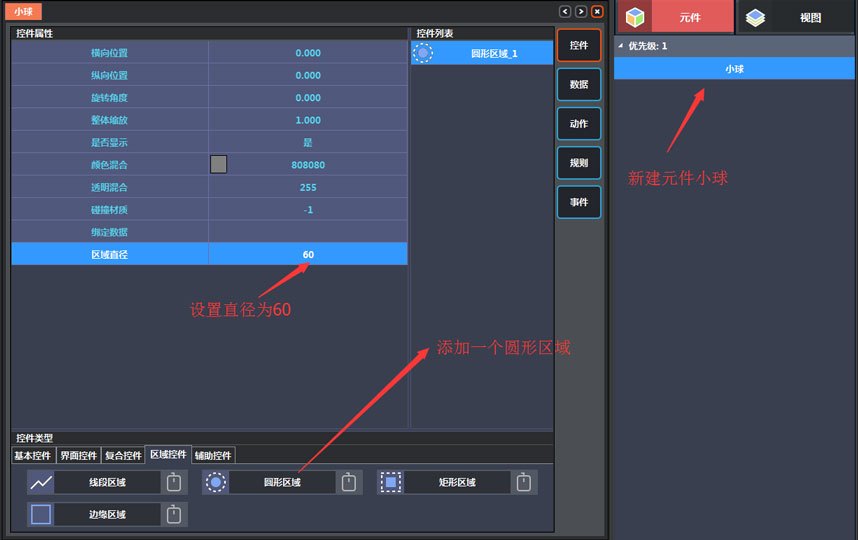 小球
控件属性
横向位置 0.000
纵向位置 0.000
旋转角度 0.000
整体缩放 1.000
是否显示 是
颜色混合 808080
透明混合 255
碰撞材质 -1
绑定数据
区域直径 60
设置直径为60
控件列表
圆形区域_1
添加一个圆形区域
控件
数据
动作
规则
事件
控件类型
基本控件 界面控件 复合控件 区域控件 辅助控件
线段区域 圆形区域 矩形区域
边缘区域
元件 视图
优先级: 1
小球
新建元件小球